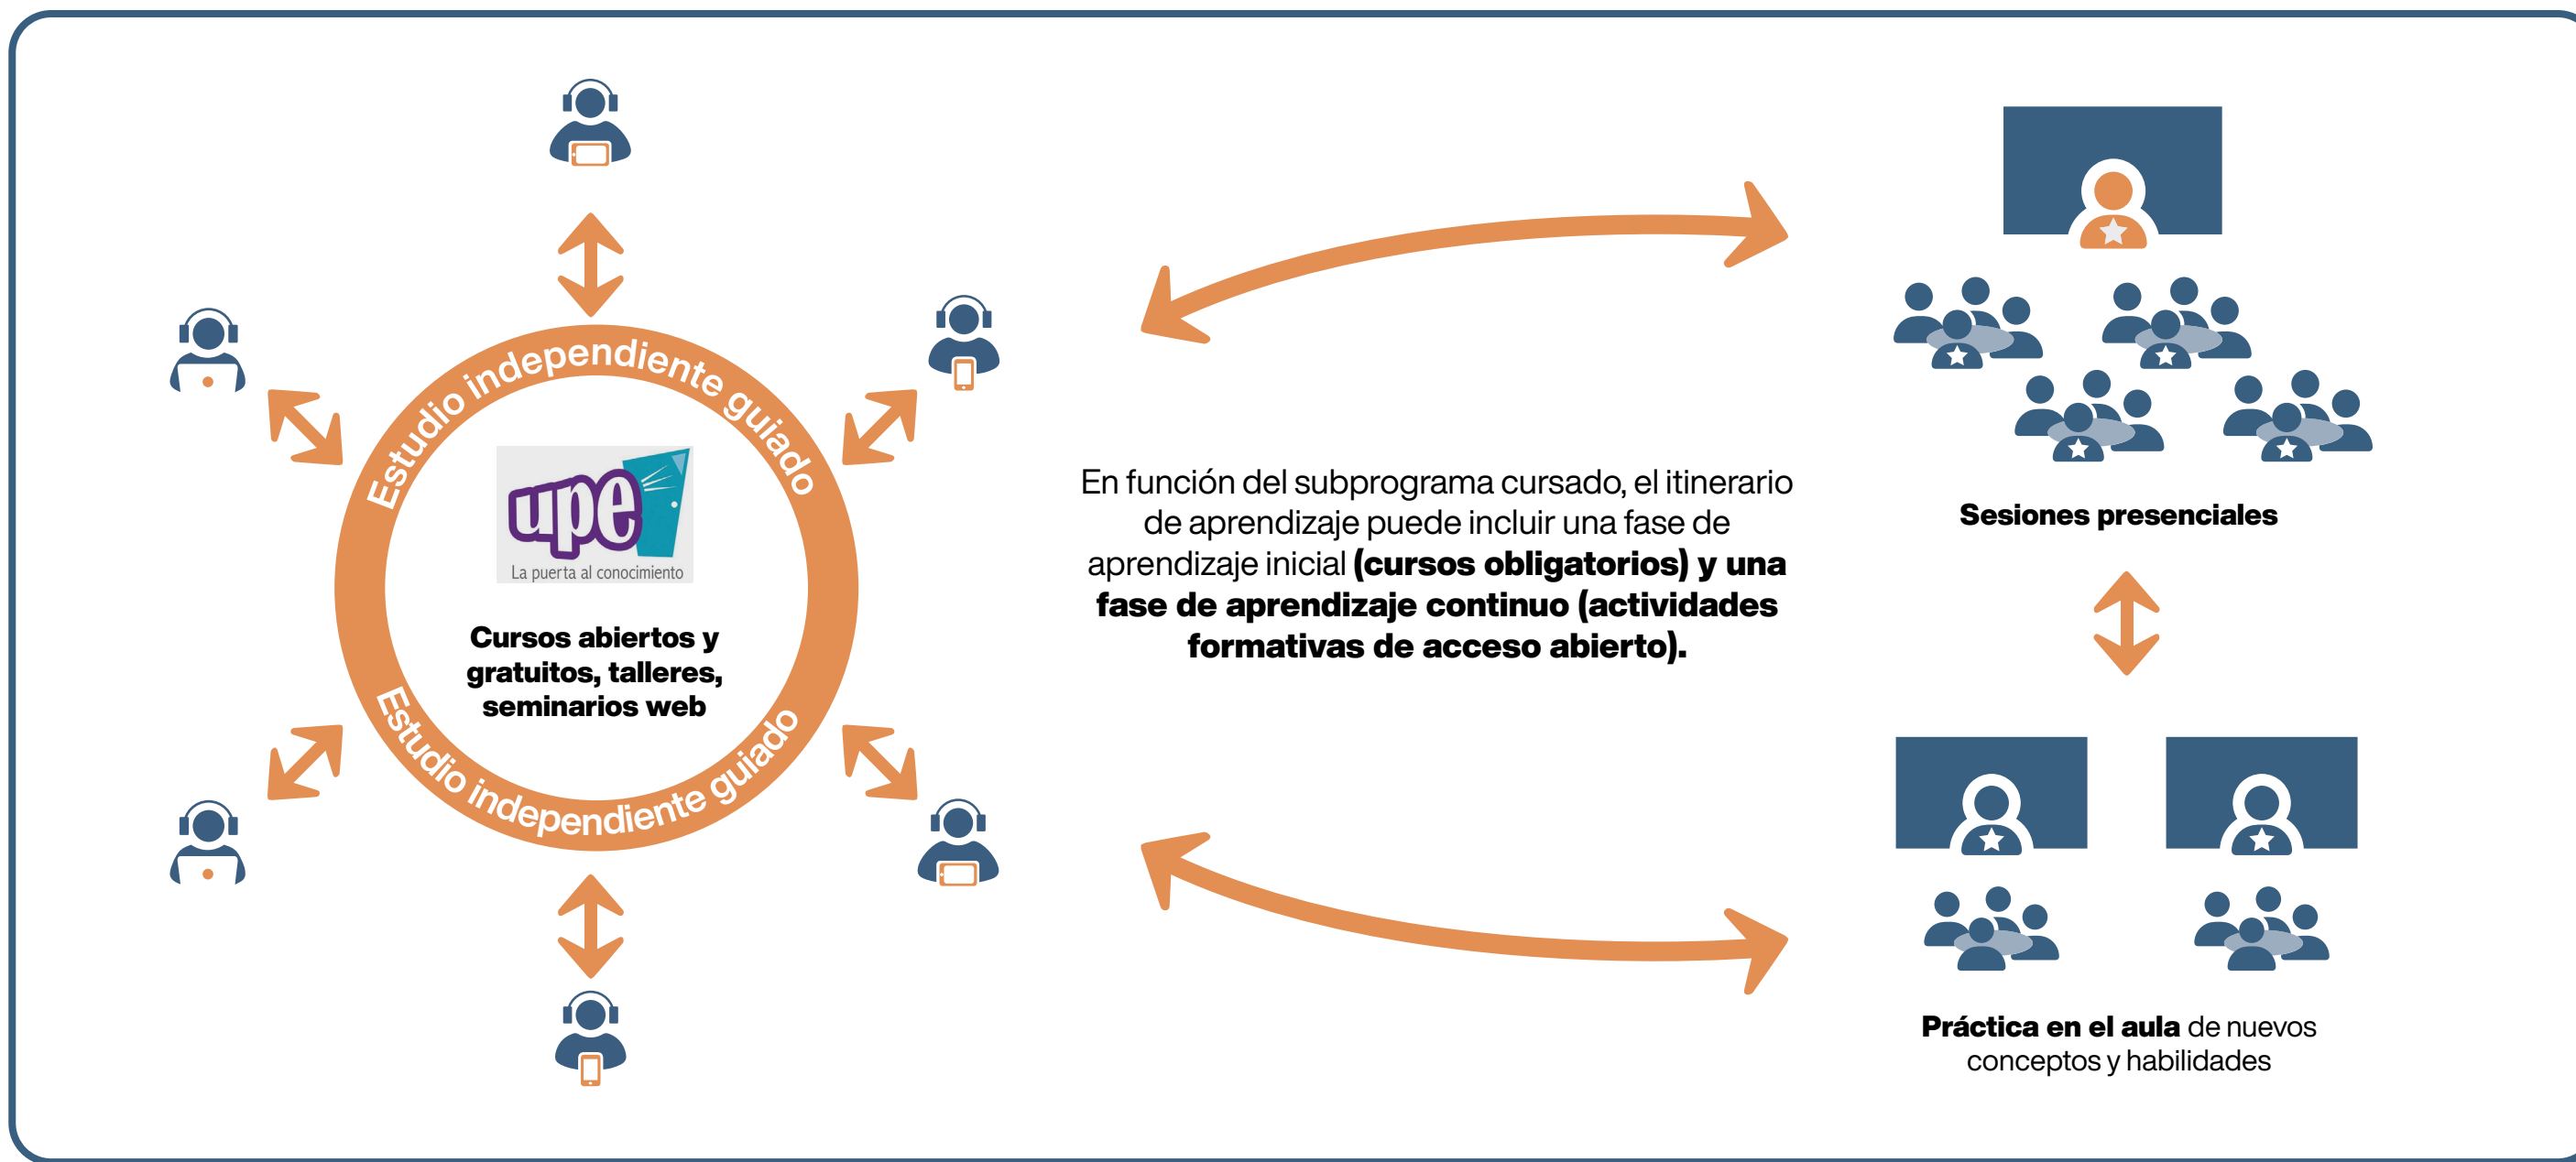 Estudio independiente guiado
upe
La puerta al conocimiento
Cursos abiertos y
gratuitos, talleres,
seminarios web
Estudio independiente guiado
En función del subprograma cursado, el itinerario
de aprendizaje puede incluir una fase de
aprendizaje inicial (cursos obligatorios) y una
fase de aprendizaje continuo (actividades
formativas de acceso abierto).
Sesiones presenciales
Práctica en el aula de nuevos
conceptos y habilidades